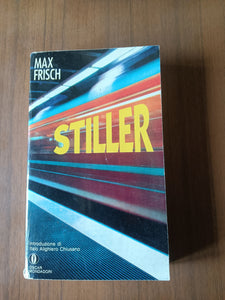 MAX
FRISCH
STILLER
Introduzione di
Italo Alighiero Chiusano
OSCAR
MONDADORI